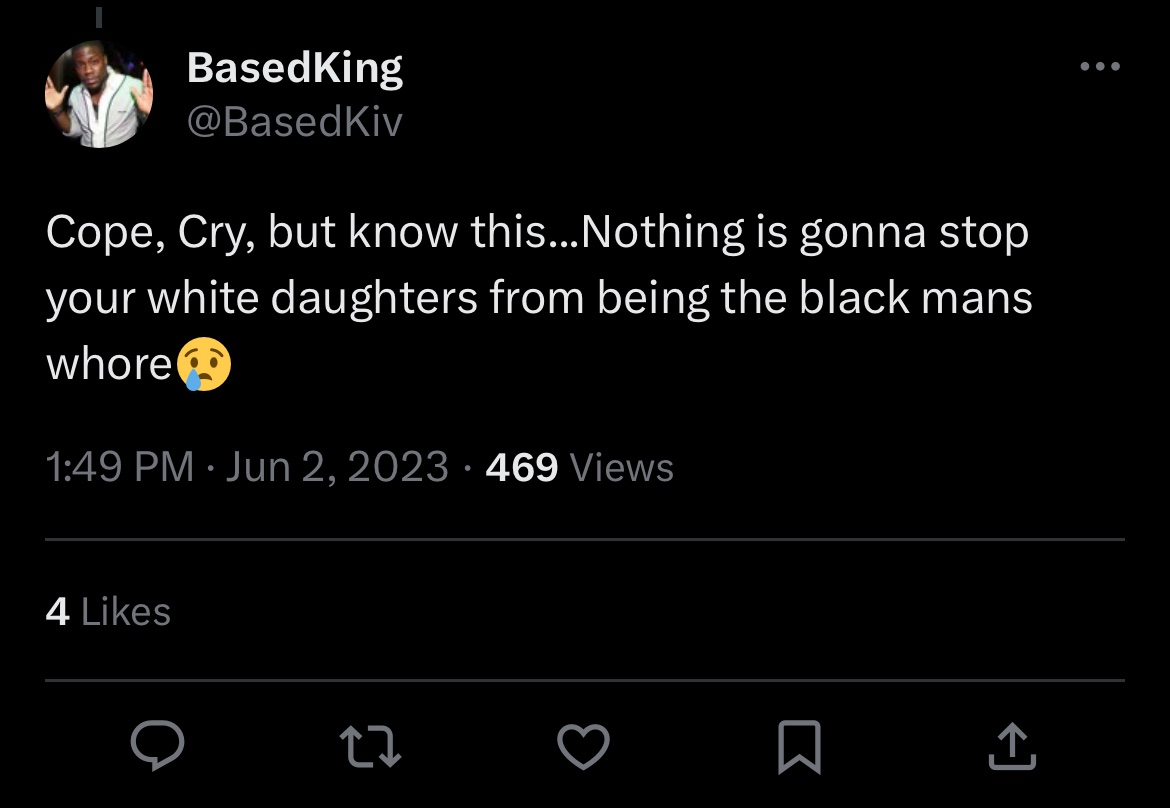 BasedKing
@BasedKiv
Cope, Cry, but know this...Nothing is gonna stop
your white daughters from being the black mans
whore😢
1:49 PM · Jun 2, 2023 · 469 Views
4 Likes